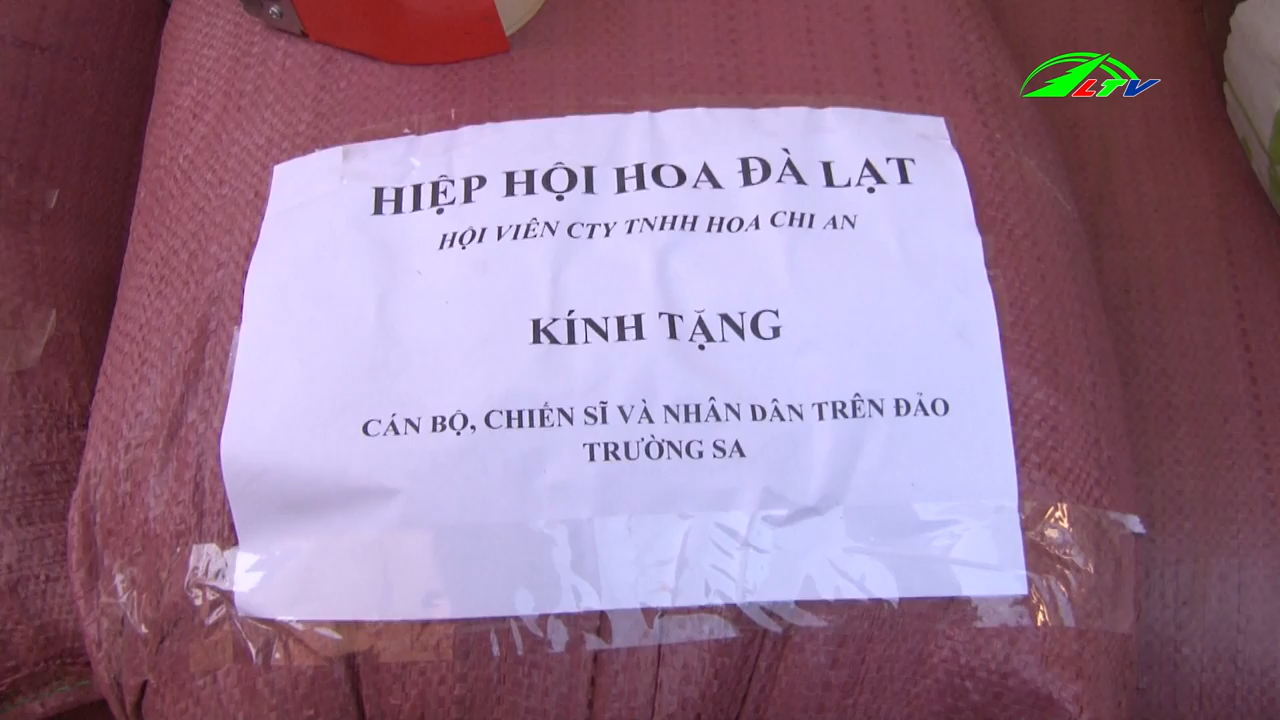 LTV
HIỆP HỘI HOA ĐÀ LẠT
HỘI VIÊN CTY TNHH HOA CHI AN
KÍNH TẶNG
CÁN BỘ, CHIẾN SĨ VÀ NHÂN DÂN TRÊN ĐẢO
TRƯỜNG SA